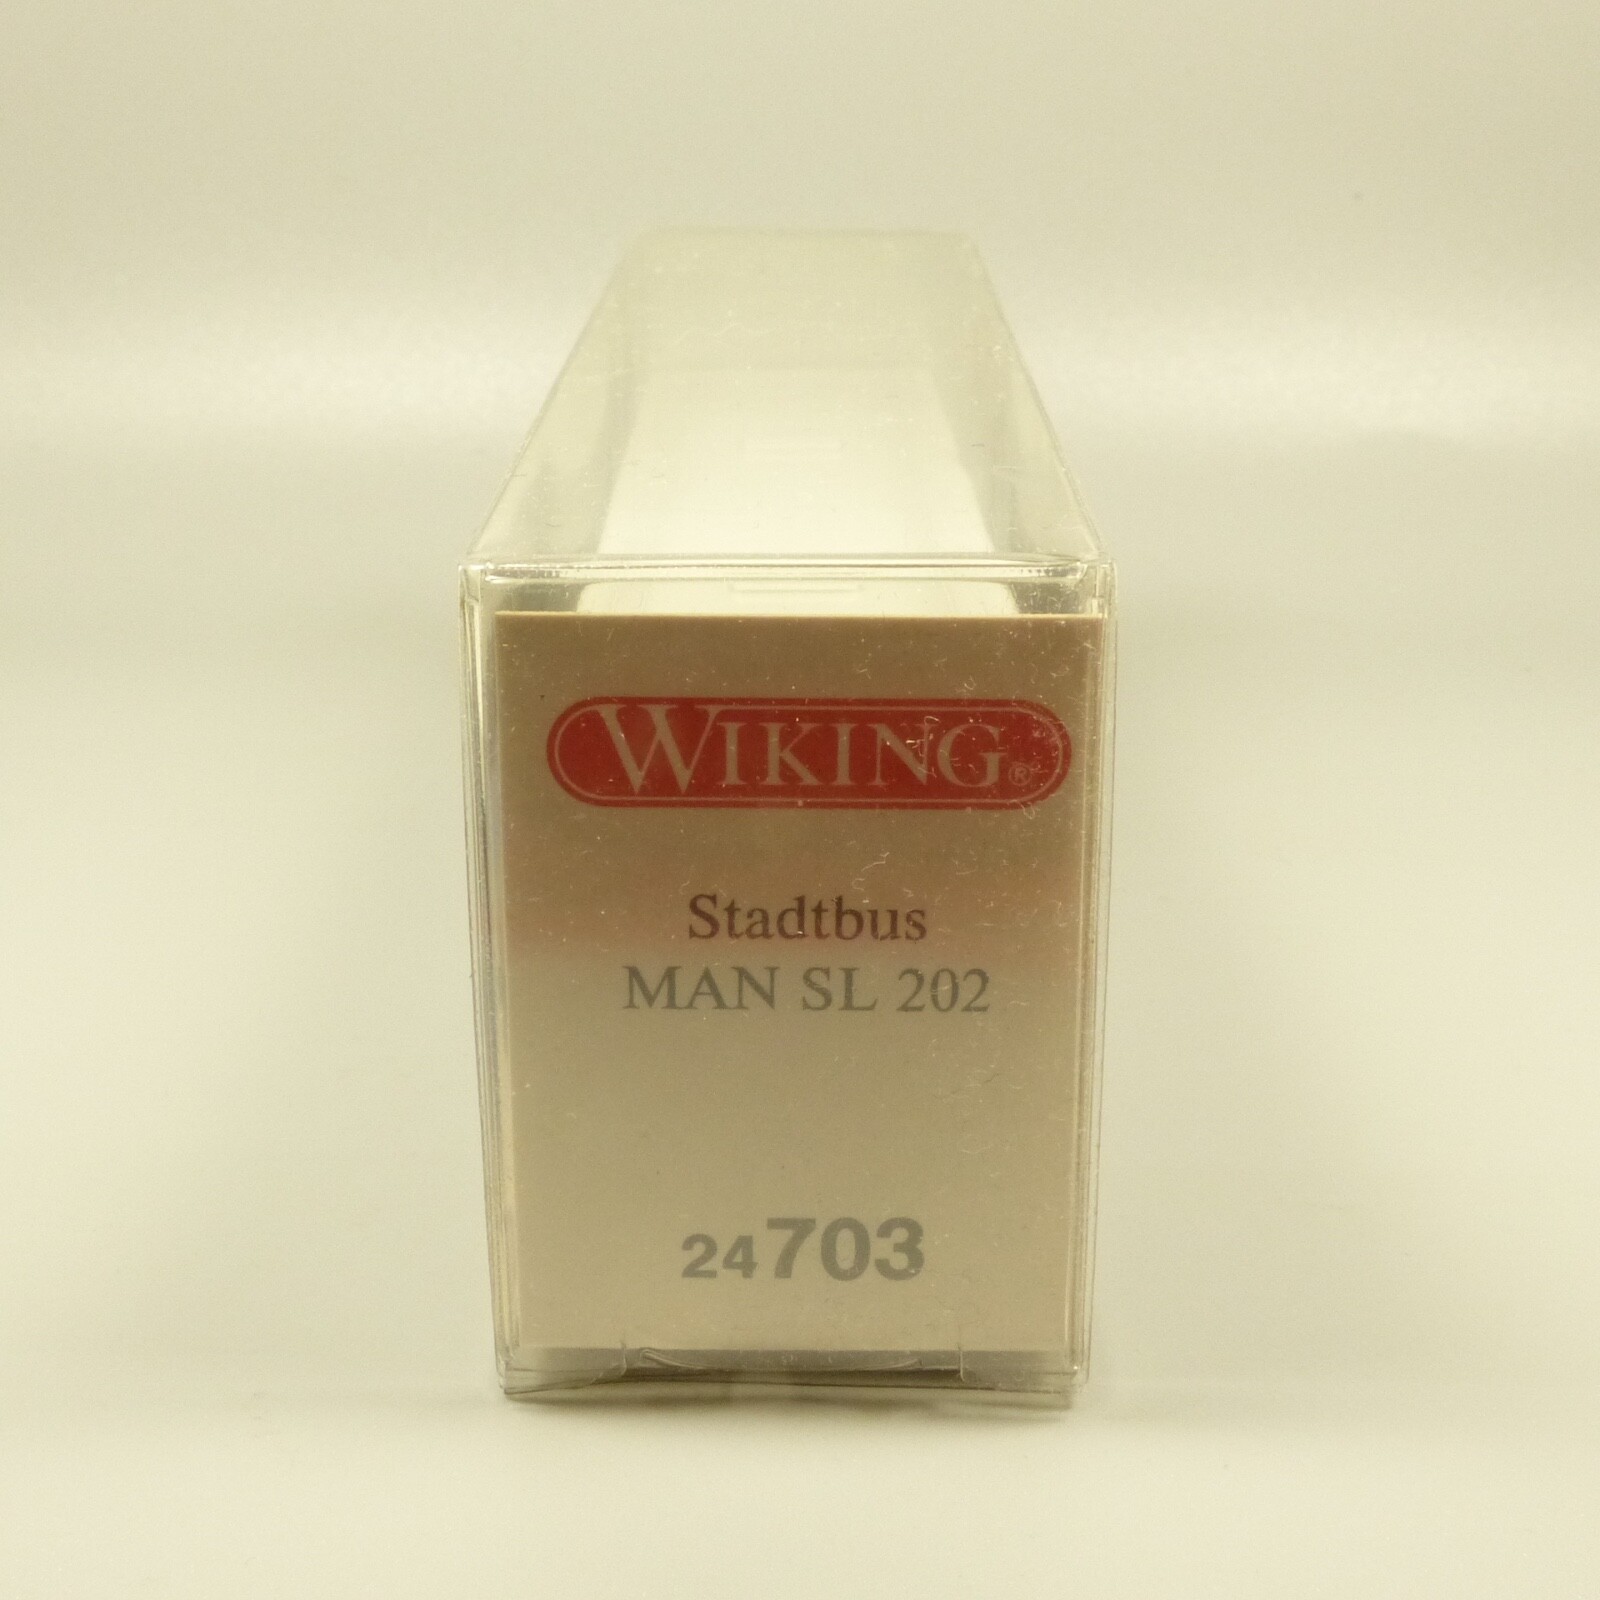 WIKING®
Stadtbus
MAN SL 202
24703